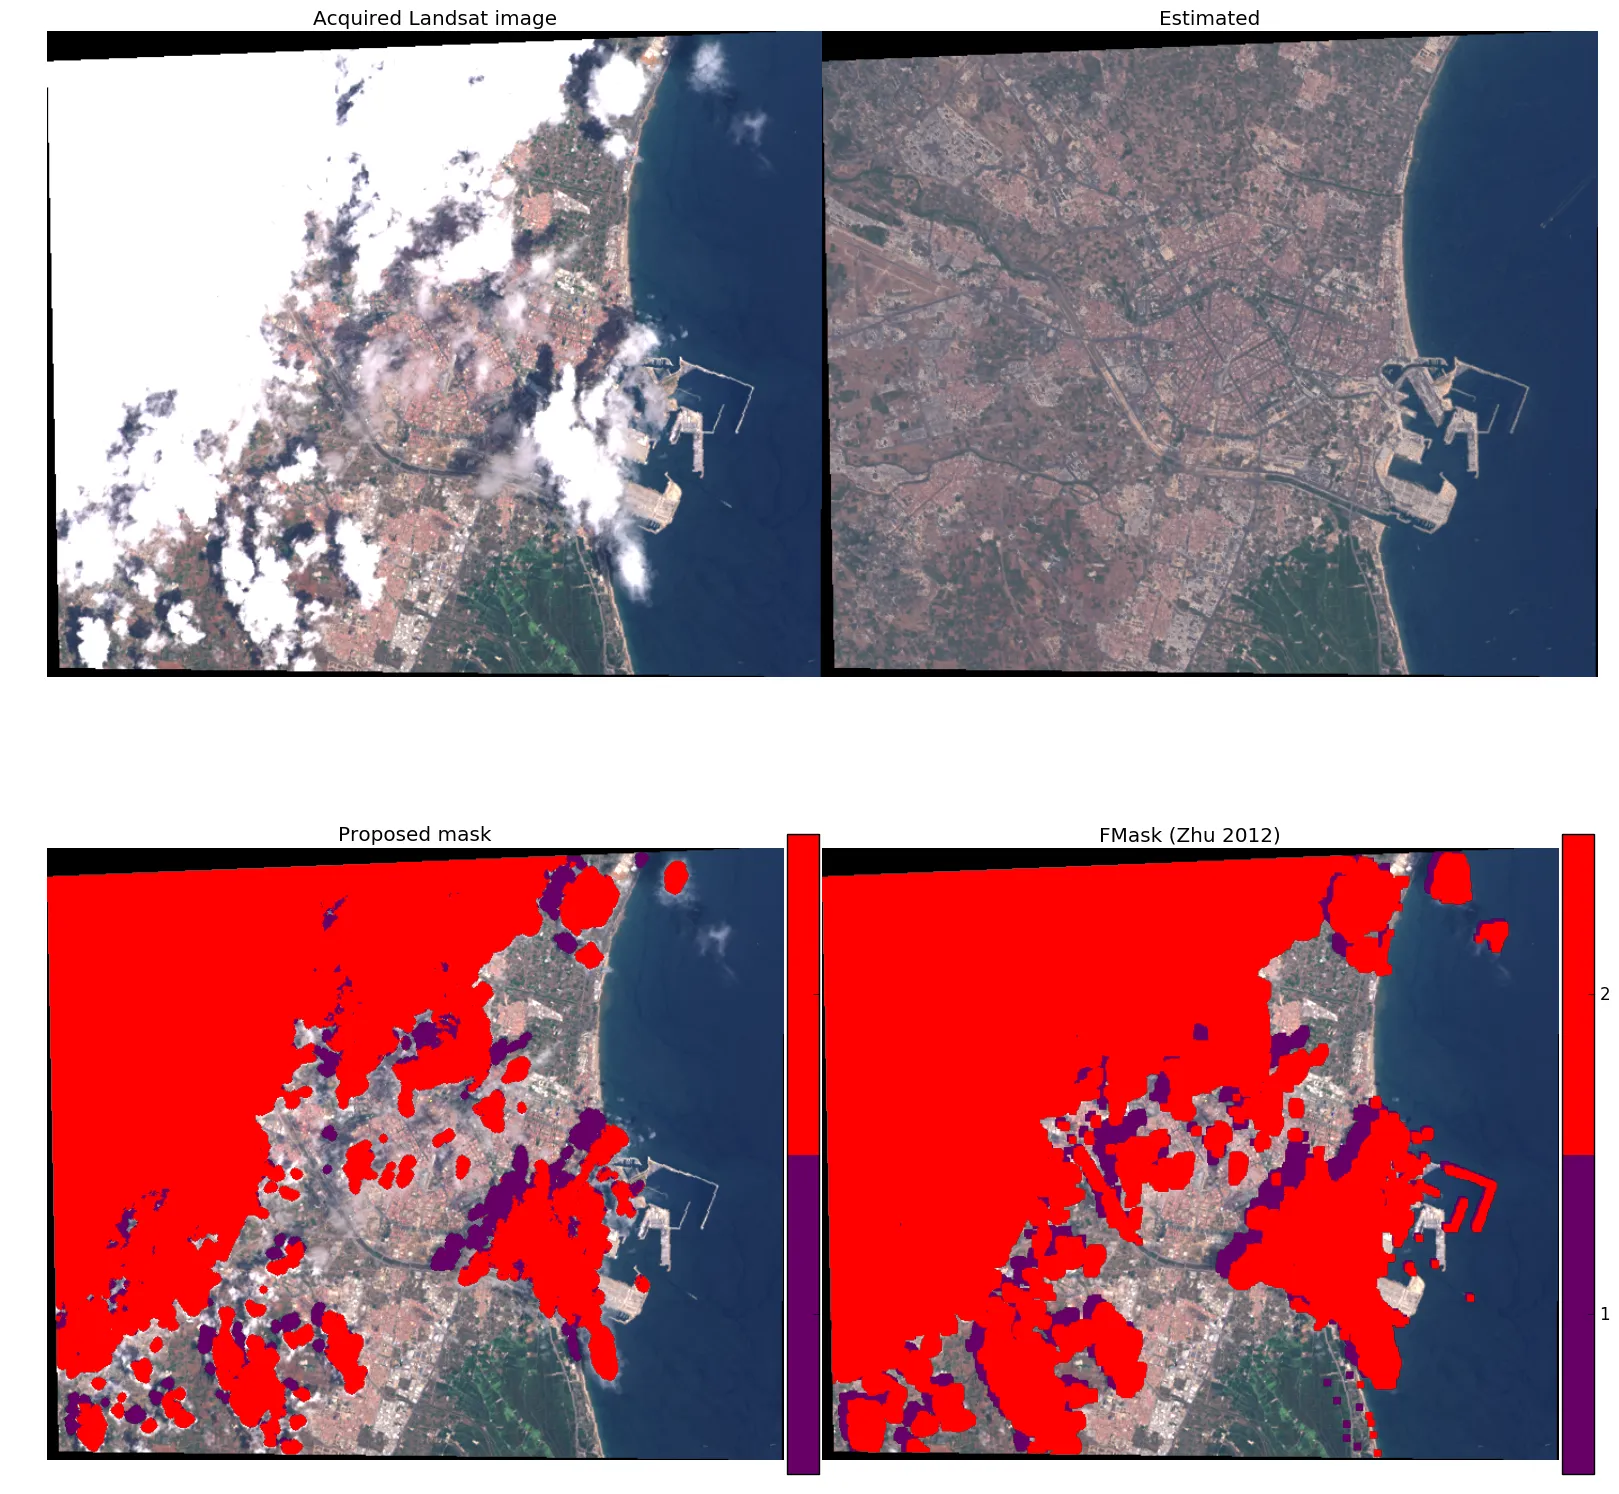 Acquired Landsat image
Estimated
Proposed mask
FMask (Zhu 2012)
2
1